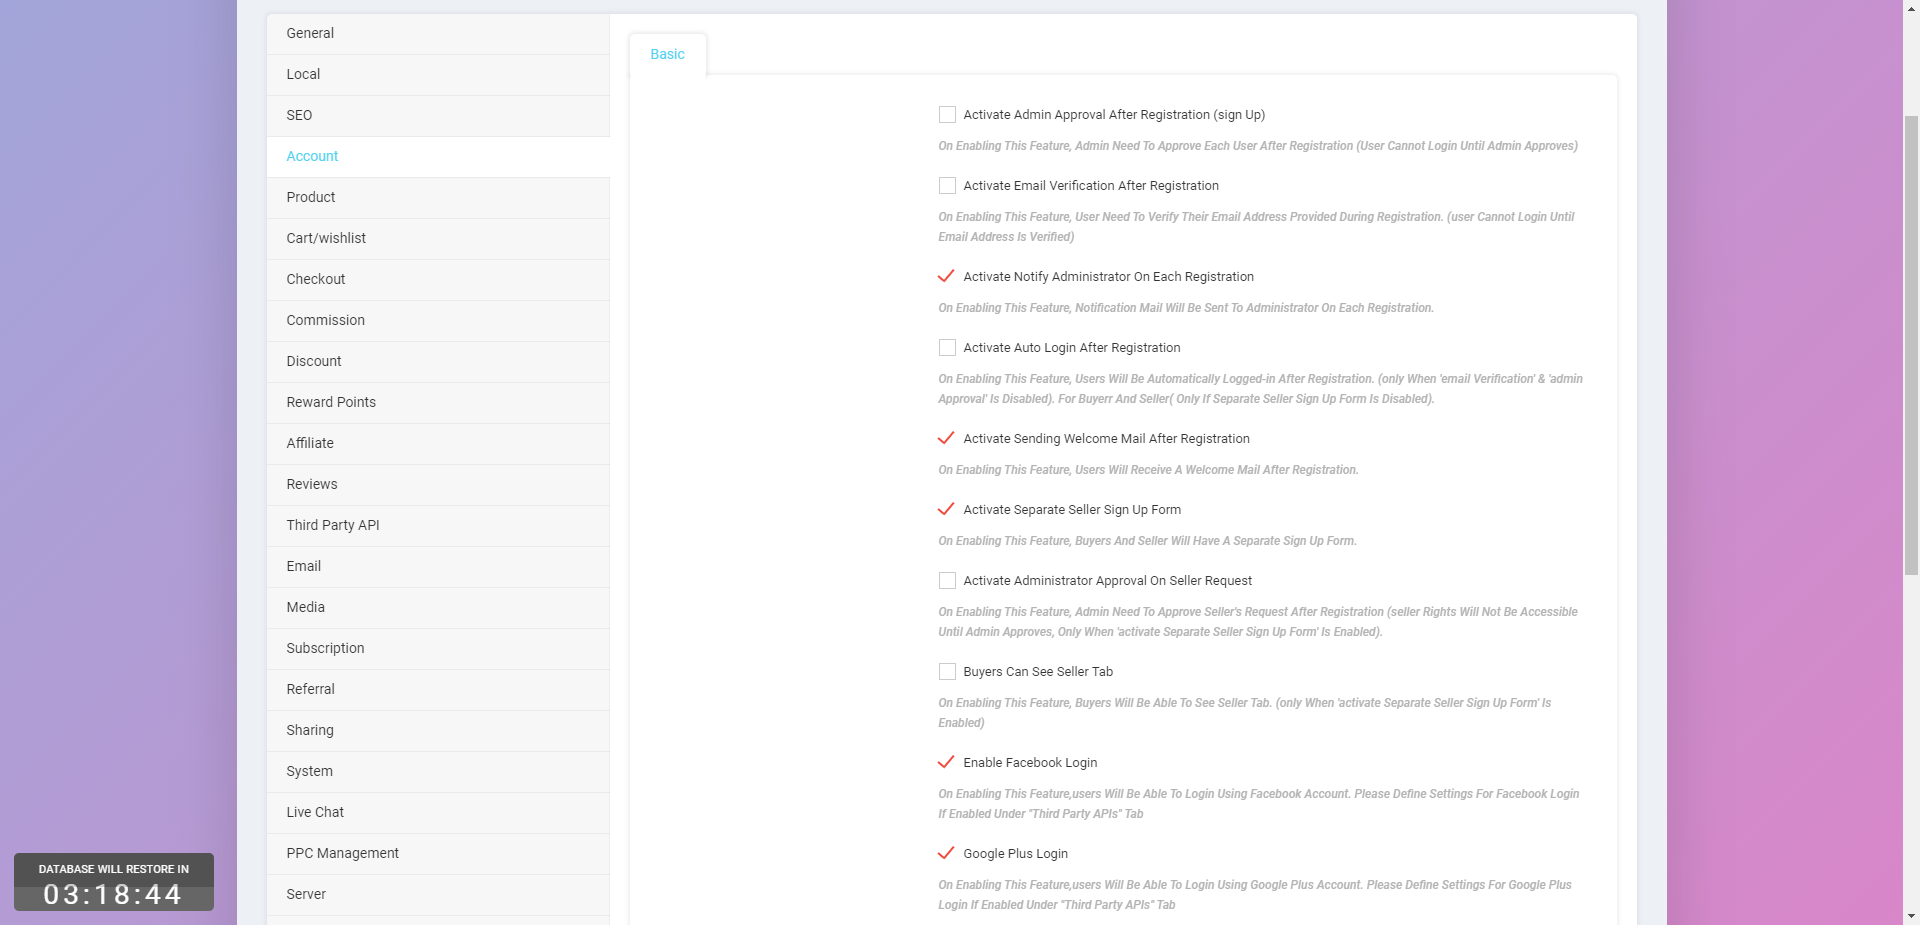 General
Local
SEO
Account
Product
Cart/wishlist
Checkout
Commission
Discount
Reward Points
Affiliate
Reviews
Third Party API
Email
Media
Subscription
Referral
Sharing
System
Live Chat
PPC Management
Server
Basic
Activate Admin Approval After Registration (sign Up)
On Enabling This Feature, Admin Need To Approve Each User After Registration (User Cannot Login Until Admin Approves)
Activate Email Verification After Registration
On Enabling This Feature, User Need To Verify Their Email Address Provided During Registration. (user Cannot Login Until
Email Address Is Verified)
Activate Notify Administrator On Each Registration
On Enabling This Feature, Notification Mail Will Be Sent To Administrator On Each Registration.
Activate Auto Login After Registration
On Enabling This Feature, Users Will Be Automatically Logged-in After Registration. (only When 'email Verification' & 'admin
Approval' Is Disabled). For Buyerr And Seller( Only If Separate Seller Sign Up Form Is Disabled).
Activate Sending Welcome Mail After Registration
On Enabling This Feature, Users Will Receive A Welcome Mail After Registration.
Activate Separate Seller Sign Up Form
On Enabling This Feature, Buyers And Seller Will Have A Separate Sign Up Form.
Activate Administrator Approval On Seller Request
On Enabling This Feature, Admin Need To Approve Seller's Request After Registration (seller Rights Will Not Be Accessible
Until Admin Approves, Only When 'activate Separate Seller Sign Up Form' Is Enabled).
Buyers Can See Seller Tab
On Enabling This Feature, Buyers Will Be Able To See Seller Tab. (only When 'activate Separate Seller Sign Up Form' Is
Enabled)
Enable Facebook Login
On Enabling This Feature,users Will Be Able To Login Using Facebook Account. Please Define Settings For Facebook Login
If Enabled Under "Third Party APIs" Tab
Google Plus Login
On Enabling This Feature,users Will Be Able To Login Using Google Plus Account. Please Define Settings For Google Plus
Login If Enabled Under "Third Party APIs" Tab
DATABASE WILL RESTORE IN
03:18:44